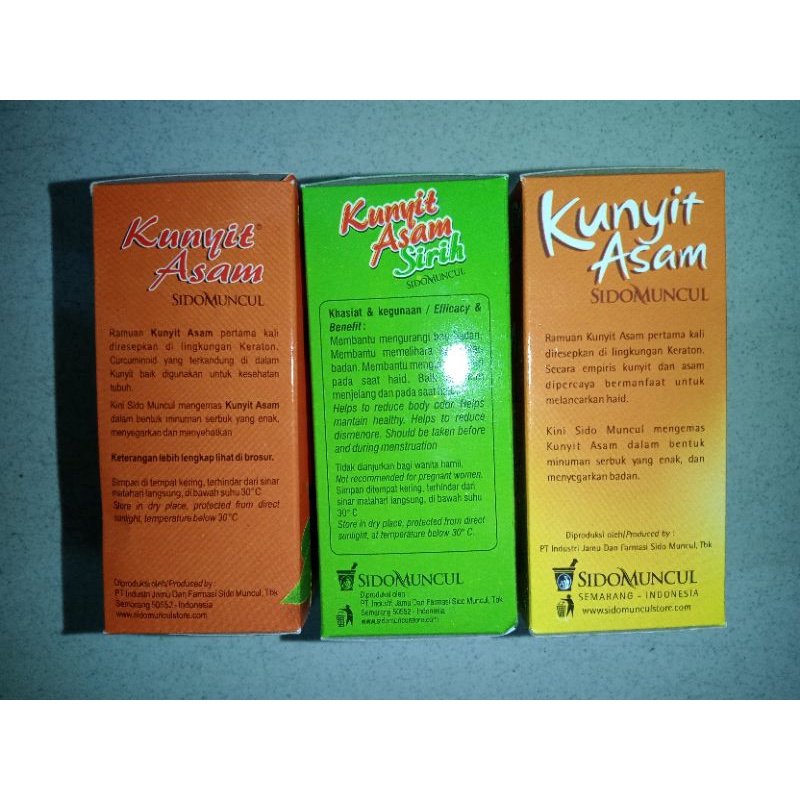 Kunyit®
Asam
SIDOMUNCUL
Ramuan Kunyit Asam pertama kali
diresepkan di lingkungan Keraton.
Curcuminoid yang terkandung di dalam
Kunyit baik digunakan untuk kesehatan
tubuh.
Kini Sido Muncul mengemas Kunyit Asam
dalam bentuk minuman serbuk yang enak,
menyegarkan dan menyehatkan
Keterangan lebih lengkap lihat di brosur.
Simpan di tempat kering, terhindar dari sinar
matahari langsung, di bawah suhu 30°C
Store in dry place, protected from direct
sunlight, temperature below 30°C
Diproduksi oleh/Produced by :
PT Industri Jamu Dan Farmasi Sido Muncul, Tbk
Semarang 50552 - Indonesia
www.sidomunculstore.com
Kunyit
Asam
Sirih
SIDOMUNCUL
Khasiat & kegunaan / Efficacy &
Benefit :
Membantu mengurangi badan.
Membantu memelihara
badan. Membantu
pada saat haid.
menjelang dan pada saat
Helps to reduce body odor. Helps
mantain healthy. Helps to reduce
dismenore. Should be taken before
and during menstruation
Tidak dianjurkan bagi wanita hamil.
Not recommended for pregnant women.
Simpan ditempat kering, terhindar dari
sinar matahari langsung, di bawah suhu
30°C
Store in dry place, protected from direct
sunlight, at temperature below 30°C.
SIDOMUNCUL
Diproduksi oleh
PT Industri Jamu Dan Farmasi Sido Muncul, Tbk
Semarang 50552 - Indonesia
www.sidomunculstore.com
Kunyit
Asam
SIDOMUNCUL
Ramuan Kunyit Asam pertama kali
diresepkan di lingkungan Keraton.
Secara empiris kunyit dan asam
dipercaya bermanfaat untuk
melancarkan haid.
Kini Sido Muncul mengemas
Kunyit Asam dalam bentuk
minuman serbuk yang enak, dan
menyegarkan badan.
Diproduksi oleh/Produced by :
PT Industri Jamu Dan Farmasi Sido Muncul, Tbk
SIDOMUNCUL
SEMARANG - INDONESIA
www.sidomunculstore.com